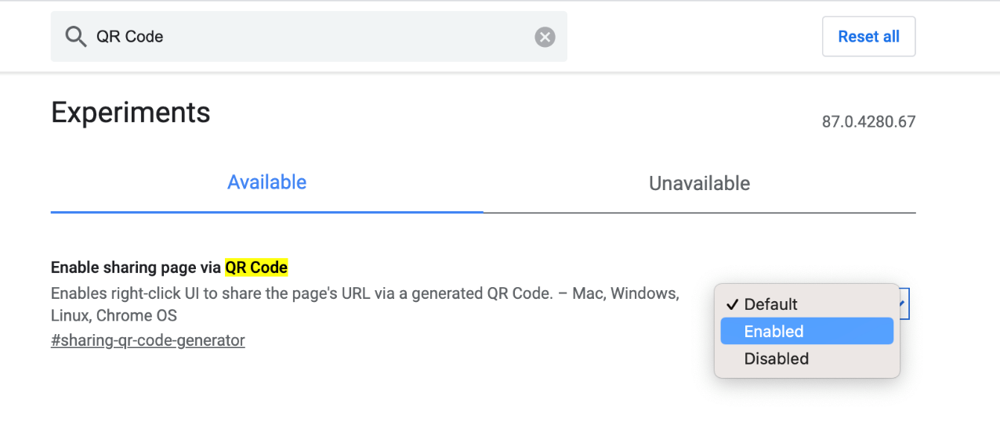 QR Code
Reset all
Experiments
87.0.4280.67
Available
Unavailable
Enable sharing page via QR Code
Enables right-click UI to share the page's URL via a generated QR Code. – Mac, Windows,
Linux, Chrome OS
#sharing-qr-code-generator
Default
Enabled
Disabled